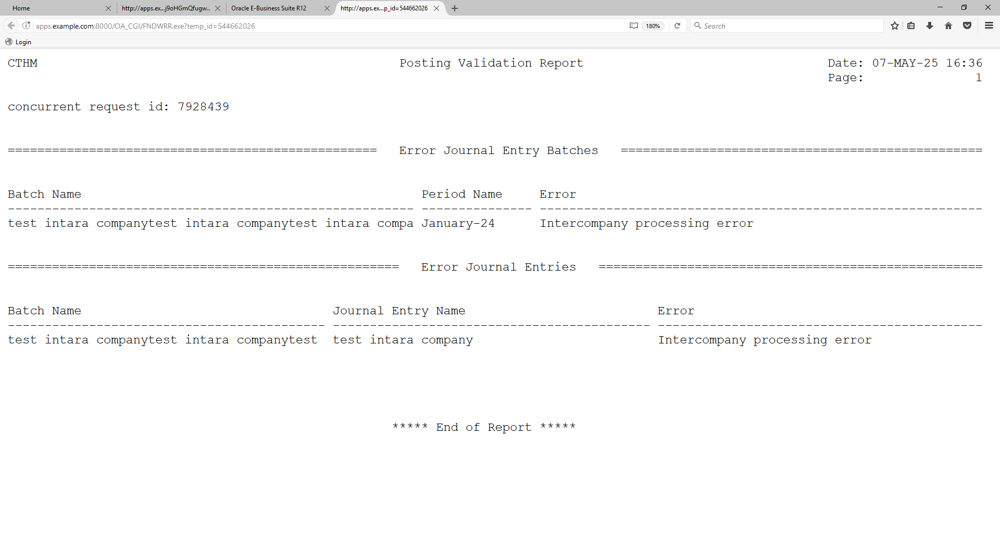 Home
http://apps.ex...j9oHGmQfugw..
Oracle E-Business Suite R12
http://apps.ex...p_id=544662026
apps.example.com:8000/OA_CGI/FNDWRR.exe?temp_id=544662026
180%
Search
Login
CTHM Posting Validation Report Date: 07-MAY-25 16:36
Page: 1
concurrent request id: 7928439
================================================== Error Journal Entry Batches =================================================
Batch Name Period Name Error
------------------------------------------------------- --------------- ------------------------------------------------------------
test intara companytest intara companytest intara compa January-24 Intercompany processing error
===================================================== Error Journal Entries ====================================================
Batch Name Journal Entry Name Error
------------------------------------------- ------------------------------------------- --------------------------------------------
test intara companytest intara companytest test intara company Intercompany processing error
***** End of Report *****